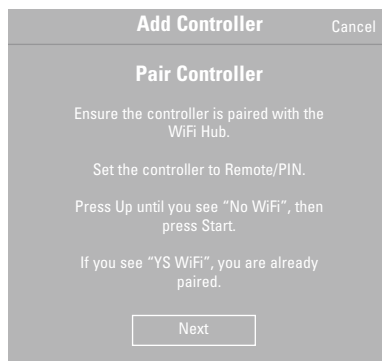 Add Controller
Cancel
Pair Controller
Ensure the controller is paired with the
WiFi Hub.
Set the controller to Remote/PIN.
Press Up until you see “No WiFi”, then
press Start.
If you see “YS WiFi”, you are already
paired.
Next